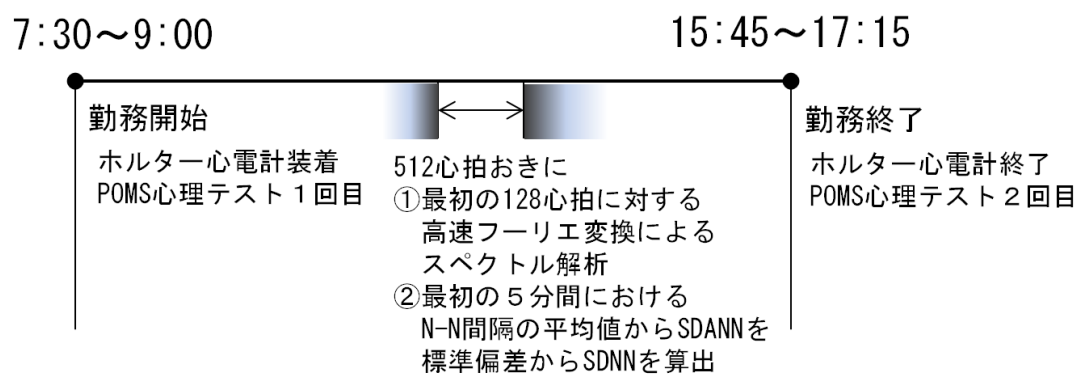 7:30～9:00
15:45～17:15
勤務開始
ホルター心電計装着
POMS心理テスト１回目
512心拍おきに
①最初の128心拍に対する
高速フーリエ変換による
スペクトル解析
②最初の５分間における
N-N間隔の平均値からSDANNを
標準偏差からSDNNを算出
勤務終了
ホルター心電計終了
POMS心理テスト２回目